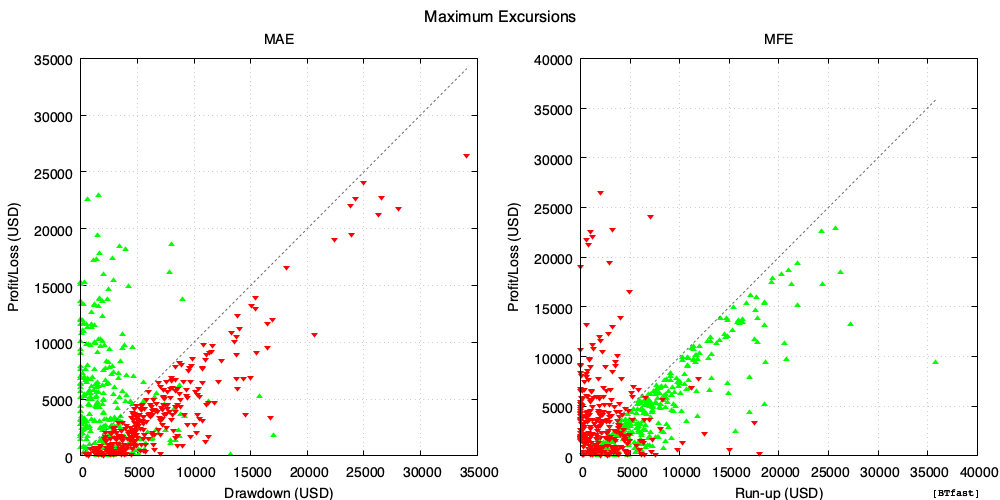 Maximum Excursions
MAE
MFE
35000
30000
25000
20000
15000
10000
5000
0
Profit/Loss (USD)
0 5000 10000 15000 20000 25000 30000 35000
Drawdown (USD)
40000
35000
30000
25000
20000
15000
10000
5000
0
Profit/Loss (USD)
0 5000 10000 15000 20000 25000 30000 35000 40000
Run-up (USD)
[BTfast]